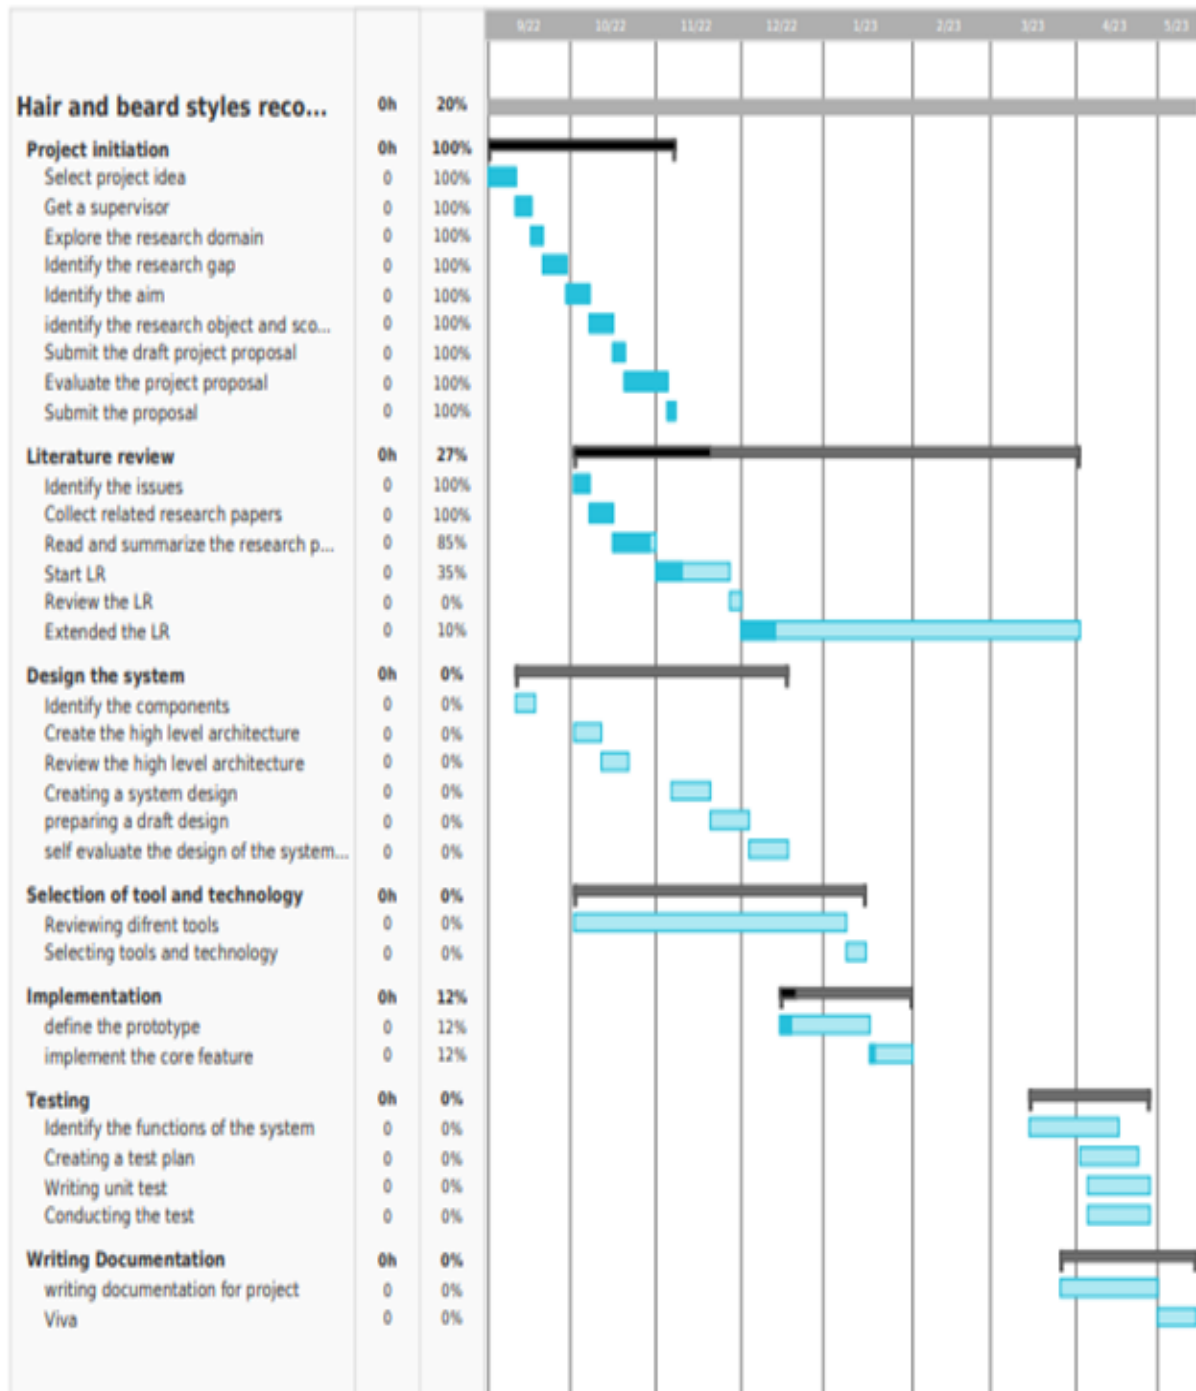 9/22 10/22 11/22 12/22 1/23 2/23 3/23 4/23 5/23
Hair and beard styles reco... 0h 20%
Project initiation 0h 100%
Select project idea 0 100%
Get a supervisor 0 100%
Explore the research domain 0 100%
Identify the research gap 0 100%
Identify the aim 0 100%
identify the research object and sco... 0 100%
Submit the draft project proposal 0 100%
Evaluate the project proposal 0 100%
Submit the proposal 0 100%
Literature review 0h 27%
Identify the issues 0 100%
Collect related research papers 0 100%
Read and summarize the research p... 0 85%
Start LR 0 35%
Review the LR 0 0%
Extended the LR 0 10%
Design the system 0h 0%
Identify the components 0 0%
Create the high level architecture 0 0%
Review the high level architecture 0 0%
Creating a system design 0 0%
preparing a draft design 0 0%
self evaluate the design of the system... 0 0%
Selection of tool and technology 0h 0%
Reviewing difrent tools 0 0%
Selecting tools and technology 0 0%
Implementation 0h 12%
define the prototype 0 12%
implement the core feature 0 12%
Testing 0h 0%
Identify the functions of the system 0 0%
Creating a test plan 0 0%
Writing unit test 0 0%
Conducting the test 0 0%
Writing Documentation 0h 0%
writing documentation for project 0 0%
Viva 0 0%